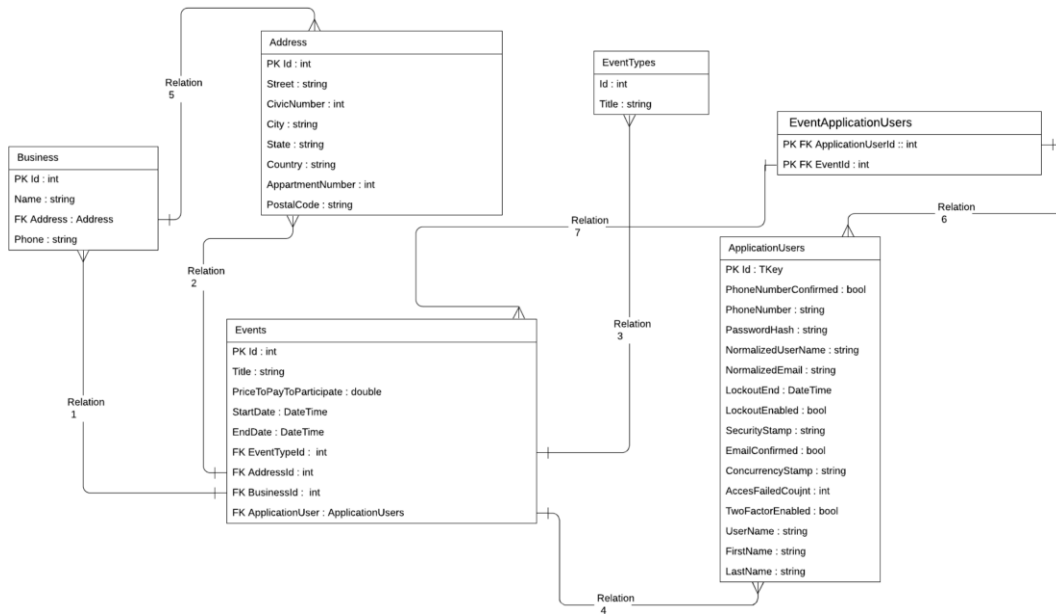 Address
PK Id : int
Street : string
CivicNumber : int
City : string
State : string
Country : string
AppartmentNumber : int
PostalCode : string
EventTypes
Id : int
Title : string
EventApplicationUsers
PK FK ApplicationUserId :: int
PK FK EventId : int
Relation
5
Business
PK Id : int
Name : string
FK Address : Address
Phone : string
Relation
7
Relation
6
Relation
2
ApplicationUsers
PK Id : TKey
PhoneNumberConfirmed : bool
PhoneNumber : string
PasswordHash : string
NormalizedUserName : string
NormalizedEmail : string
LockoutEnd : DateTime
LockoutEnabled : bool
SecurityStamp : string
EmailConfirmed : bool
ConcurrencyStamp : string
AccesFailedCoujnt : int
TwoFactorEnabled : bool
UserName : string
FirstName : string
LastName : string
Events
PK Id : int
Title : string
PriceToPayToParticipate : double
StartDate : DateTime
EndDate : DateTime
FK EventTypeId : int
FK AddressId : int
FK BusinessId : int
FK ApplicationUser : ApplicationUsers
Relation
3
Relation
1
Relation
4